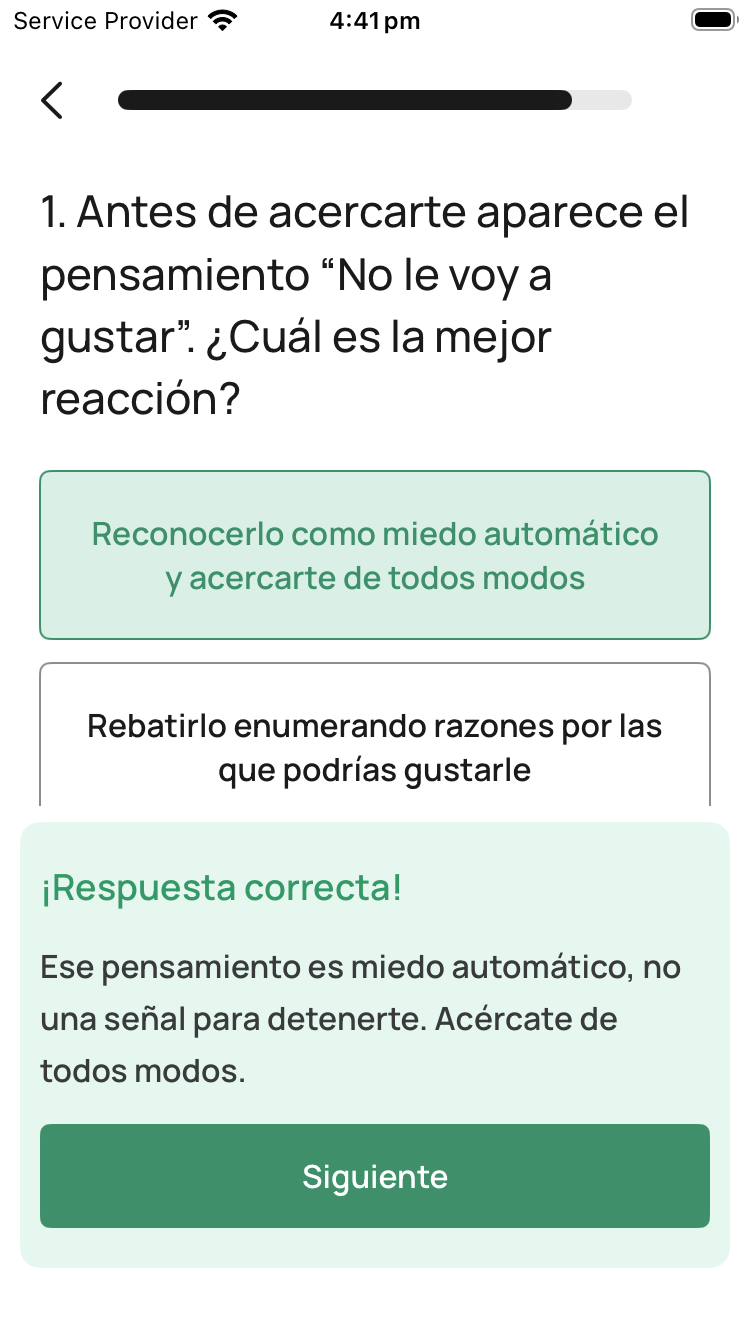 Service Provider 4:41 pm
1. Antes de acercarte aparece el
pensamiento “No le voy a
gustar”. ¿Cuál es la mejor
reacción?
Reconocerlo como miedo automático
y acercarte de todos modos
Rebatirlo enumerando razones por las
que podrías gustarle
¡Respuesta correcta!
Ese pensamiento es miedo automático, no
una señal para detenerte. Acércate de
todos modos.
Siguiente